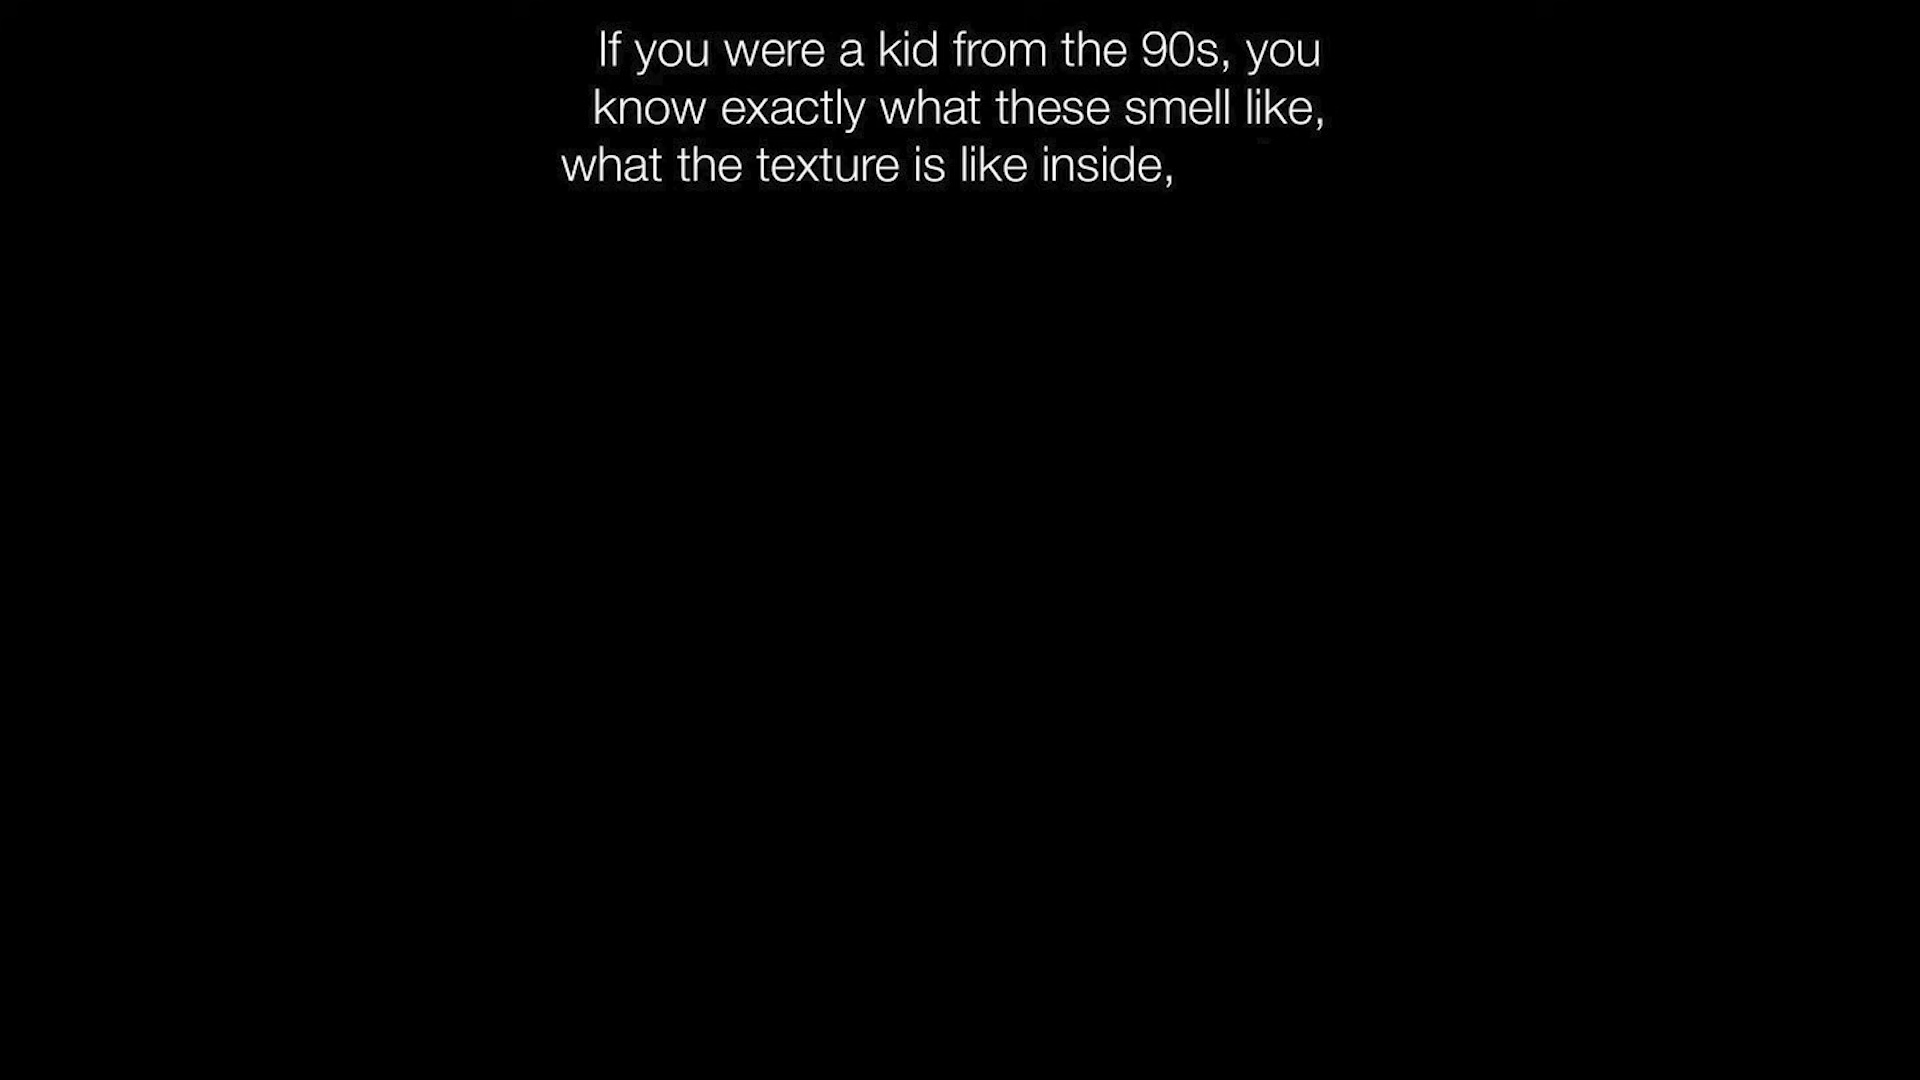 If you were a kid from the 90s, you
know exactly what these smell like,
what the texture is like inside,